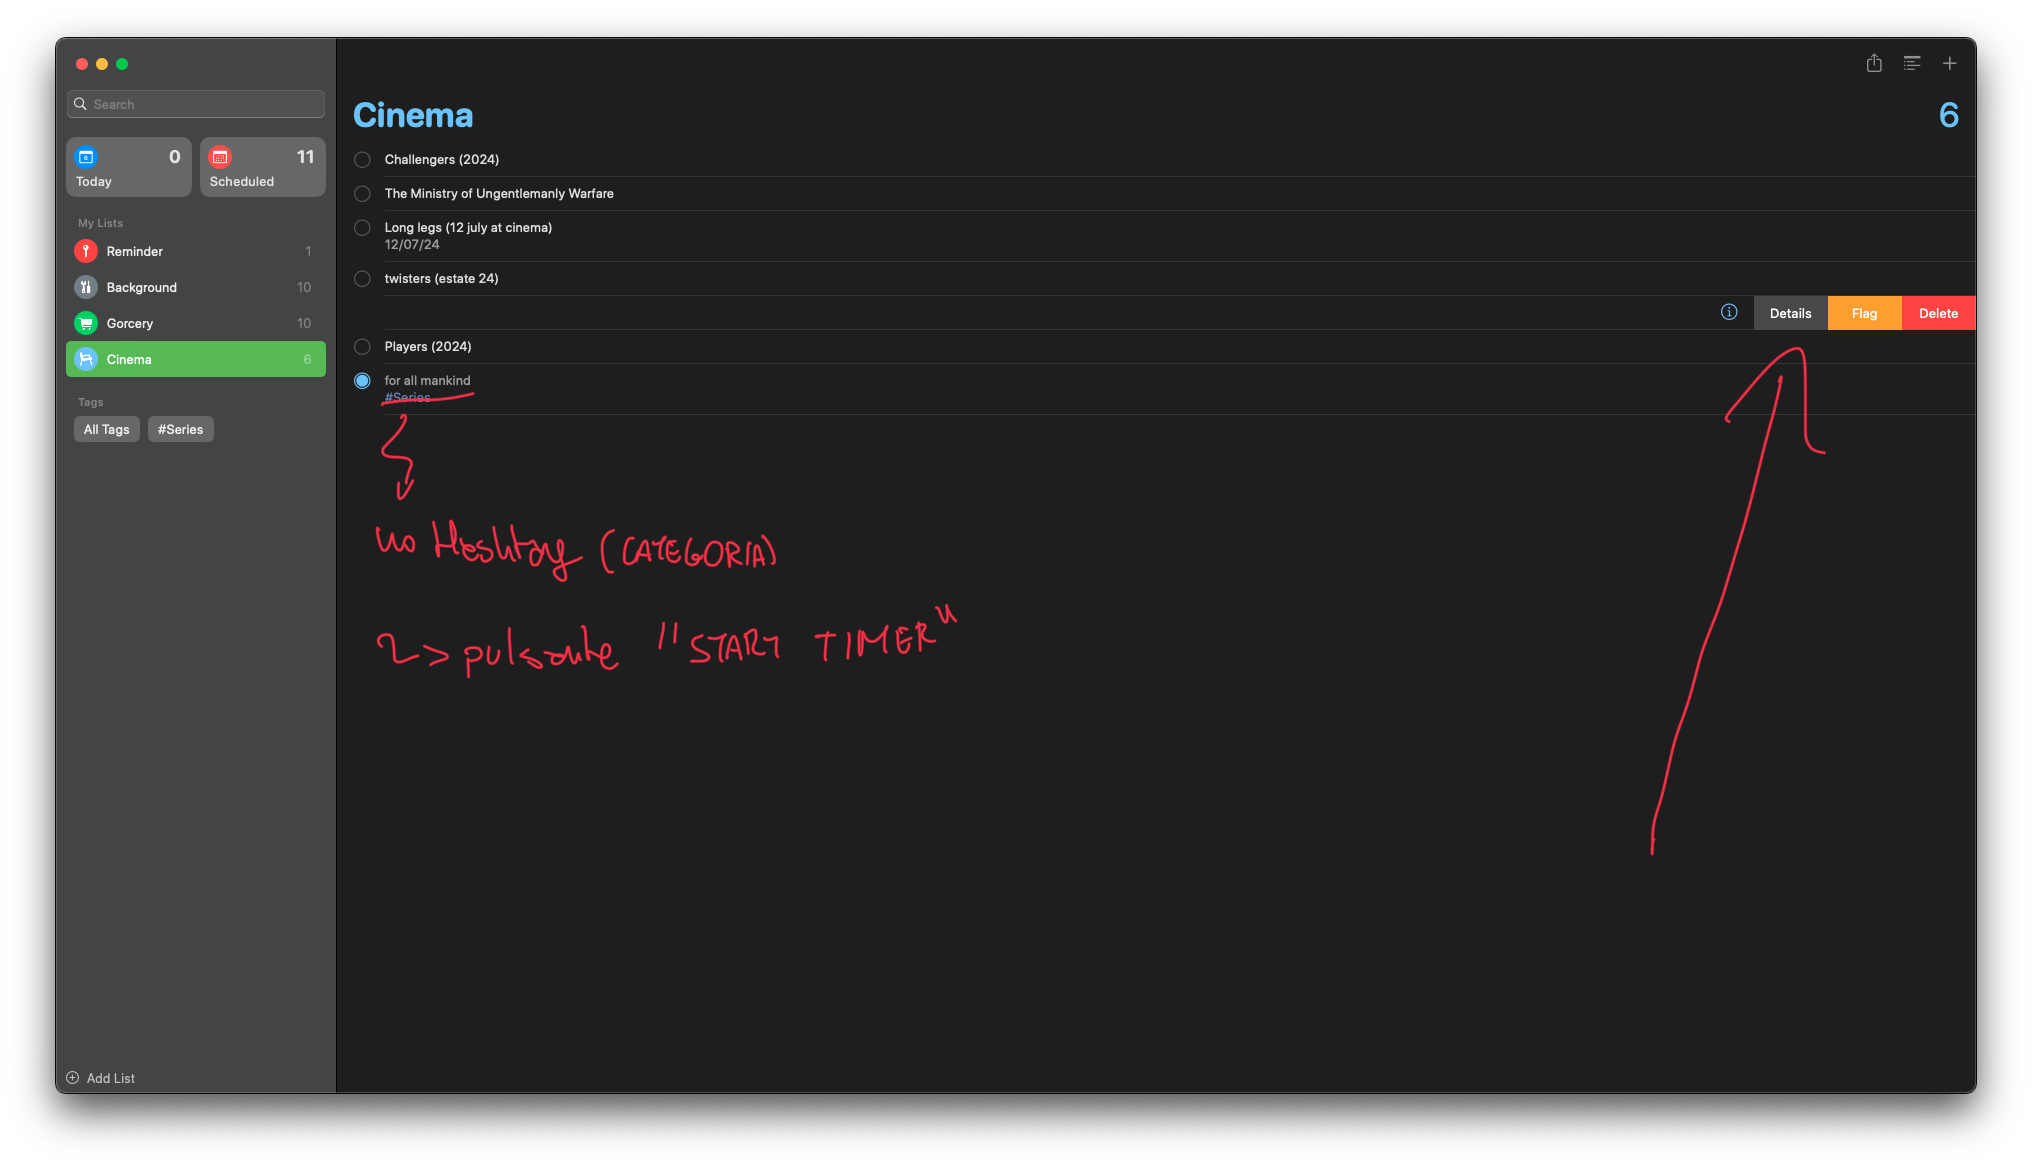 Search
0
Today
11
Scheduled
My Lists
Reminder 1
Background 10
Gorcery 10
Cinema 6
Tags
All Tags #Series
Add List
Cinema 6
Challengers (2024)
The Ministry of Ungentlemanly Warfare
Long legs (12 july at cinema)
12/07/24
twisters (estate 24)
Details Flag Delete
Players (2024)
for all mankind
#Series
no Hashtag (CATEGORIA)
2-> pulsante "START TIMER"